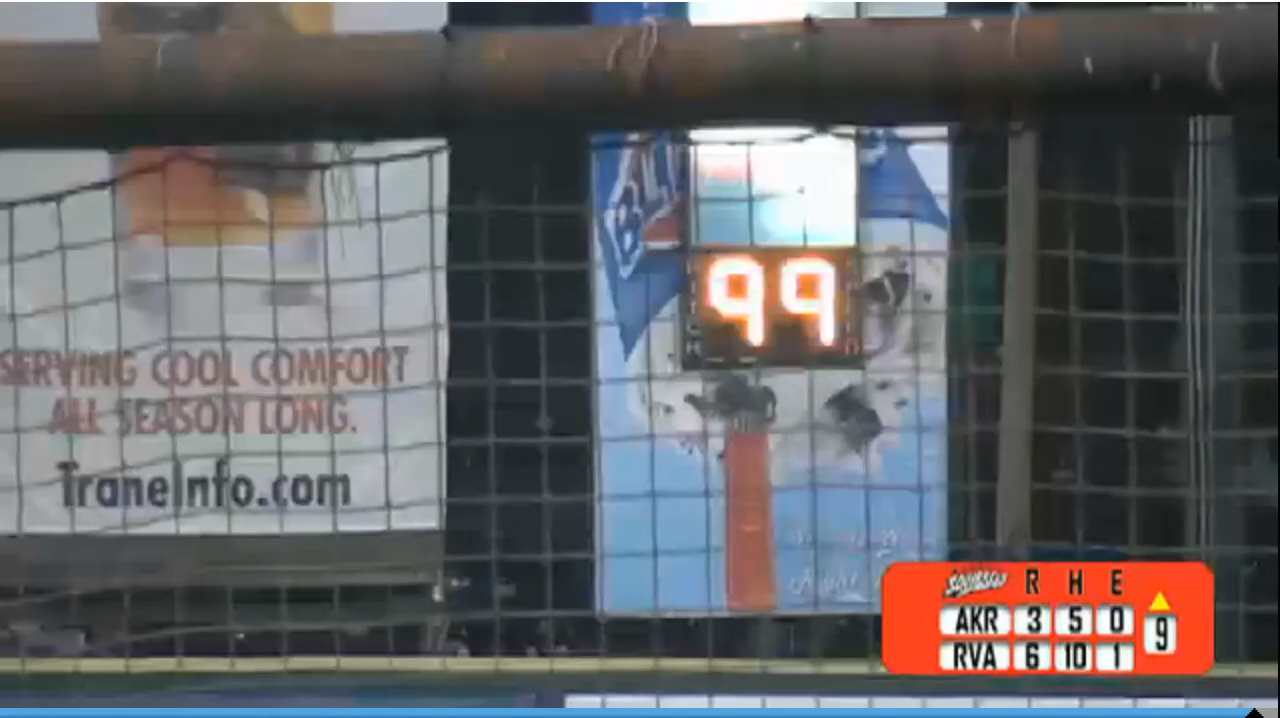 99
SERVING COOL COMFORT
ALL SEASON LONG.
TraneInfo.com
R H E
AKR 3 5 0
RVA 6 10 1
9